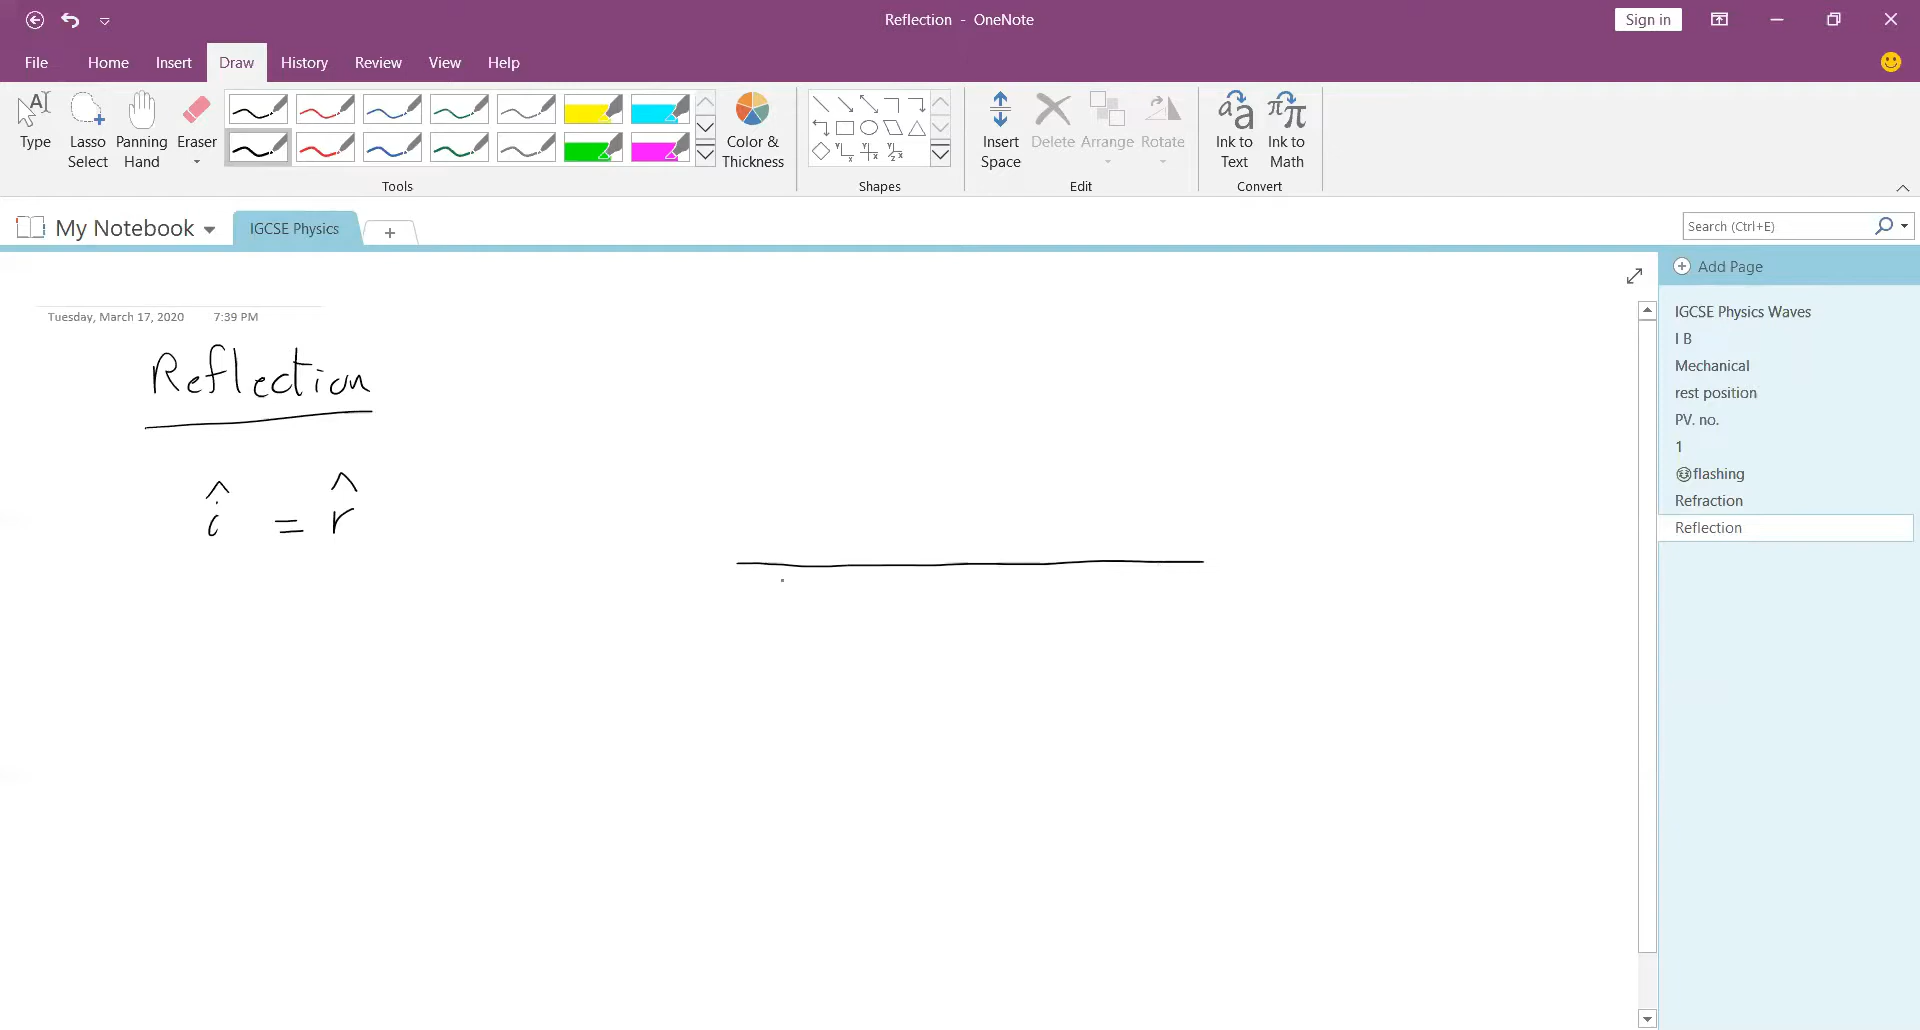 Reflection - OneNote
Sign in
File Home Insert Draw History Review View Help
Type
Lasso Select
Panning Hand
Eraser
Color & Thickness
Insert Space
Delete
Arrange
Rotate
Ink to Text
Ink to Math
Tools
Shapes
Edit
Convert
My Notebook
IGCSE Physics
Search (Ctrl+E)
Add Page
Tuesday, March 17, 2020 7:39 PM
Reflection
î = r̂
IGCSE Physics Waves
I B
Mechanical
rest position
PV. no.
1
flashing
Refraction
Reflection